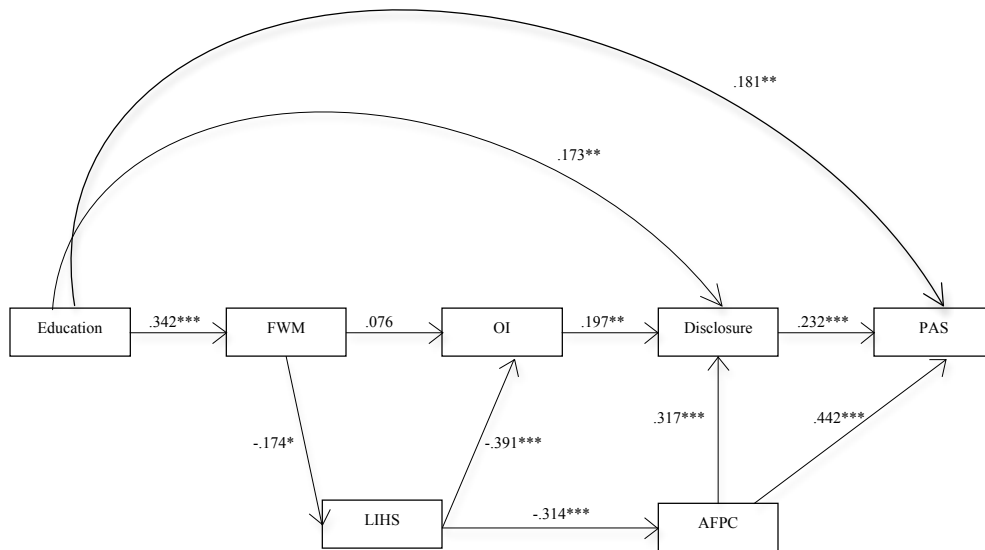 .181**
.173**
Education
.342***
FWM
.076
OI
.197**
Disclosure
.232***
PAS
-.174*
-.391***
.317***
.442***
LIHS
-.314***
AFPC